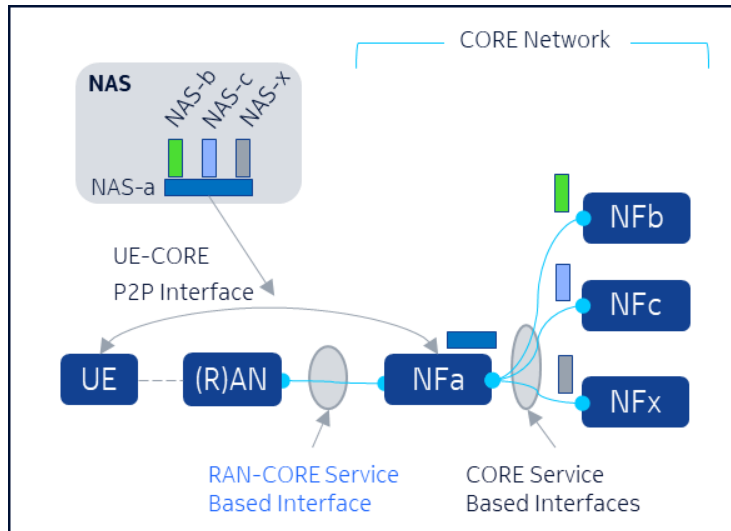 CORE Network
NAS
NAS-b
NAS-c
NAS-x
NAS-a
UE-CORE
P2P Interface
NFb
NFc
UE
(R)AN
NFa
NFx
RAN-CORE Service
Based Interface
CORE Service
Based Interfaces